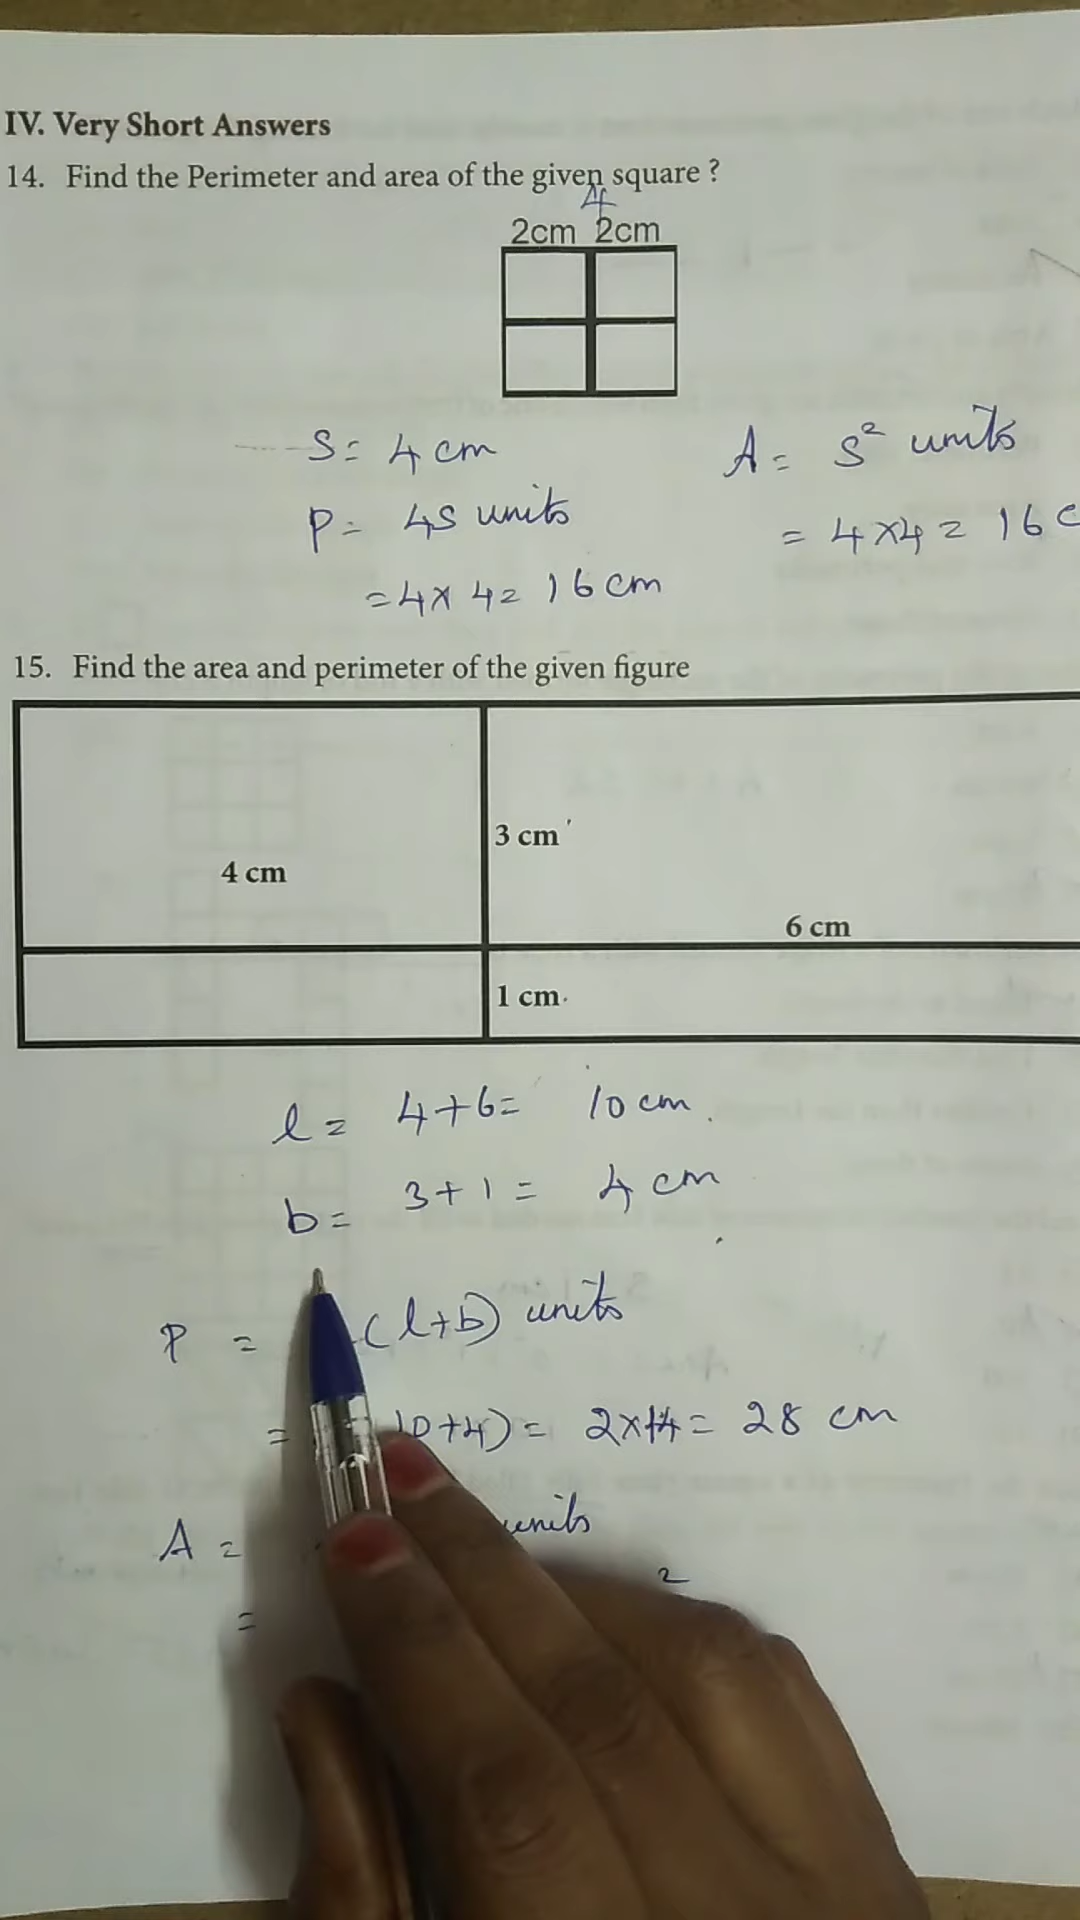 IV. Very Short Answers
14. Find the Perimeter and area of the given square ?
4
2cm 2cm
S = 4 cm
A = S² units
P = 4S units
= 4 × 4 = 16
= 4 × 4 = 16 cm
15. Find the area and perimeter of the given figure
3 cm
4 cm
6 cm
1 cm
l = 4+6 = 10 cm.
b = 3+1 = 4 cm
P = (l+b) units
= 10+4) = 2×14 = 28 cm
A = units
= 2